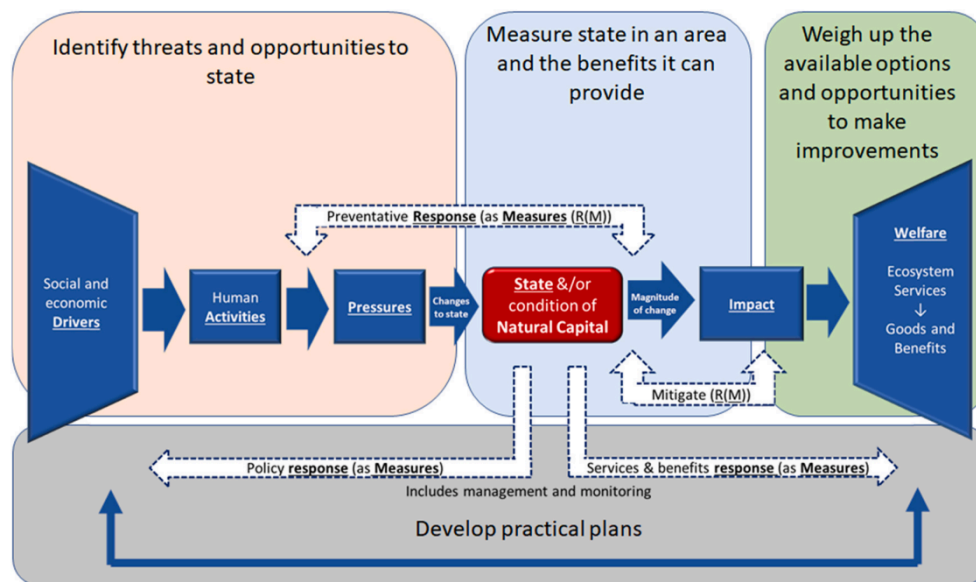 Identify threats and opportunities to
state
Measure state in an area
and the benefits it can
provide
Weigh up the
available options
and opportunities
to make
improvements
Preventative Response (as Measures (R(M))
Social and
economic
Drivers
Human
Activities
Pressures
Changes
to state
State &/or
condition of
Natural Capital
Magnitude
of change
Impact
Welfare
Ecosystem
Services
↓
Goods and
Benefits
Mitigate (R(M))
Policy response (as Measures)
Services & benefits response (as Measures)
Includes management and monitoring
Develop practical plans